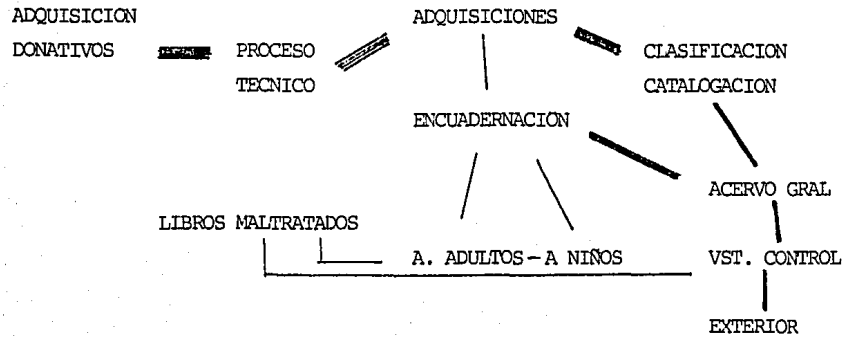 ADQUISICION
DONATIVOS
PROCESO
TECNICO
ADQUISICIONES
CLASIFICACION
CATALOGACION
ENCUADERNACION
ACERVO GRAL
LIBROS MALTRATADOS
A. ADULTOS - A NIÑOS
VST. CONTROL
EXTERIOR